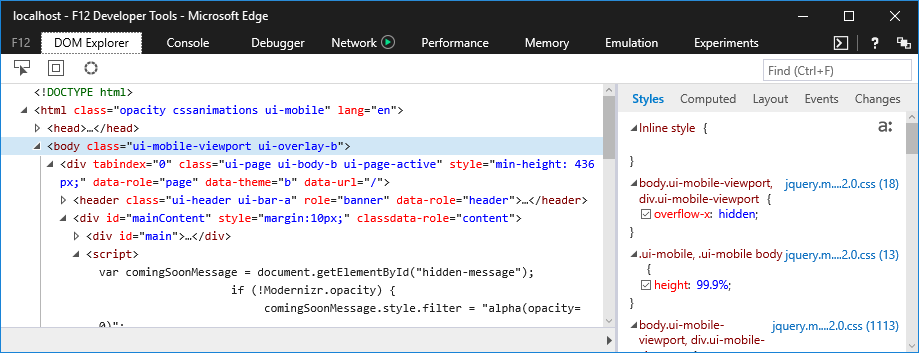 localhost - F12 Developer Tools - Microsoft Edge
F12 DOM Explorer Console Debugger Network Performance Memory Emulation Experiments ?
Find (Ctrl+F)
<!DOCTYPE html>
<html class="opacity cssanimations ui-mobile" lang="en">
<head>…</head>
<body class="ui-mobile-viewport ui-overlay-b">
<div tabindex="0" class="ui-page ui-body-b ui-page-active" style="min-height: 436
px;" data-role="page" data-theme="b" data-url="/">
<header class="ui-header ui-bar-a" role="banner" data-role="header">…</header>
<div id="mainContent" style="margin:10px;" classdata-role="content">
<div id="main">…</div>
<script>
var comingSoonMessage = document.getElementById("hidden-message");
if (!Modernizr.opacity) {
comingSoonMessage.style.filter = "alpha(opacity=
0)";
Styles Computed Layout Events Changes
Inline style { a:
}
body.ui-mobile-viewport, jquery.m....2.0.css (18)
div.ui-mobile-viewport {
overflow-x: hidden;
}
.ui-mobile, .ui-mobile body jquery.m....2.0.css (13)
{
height: 99.9%;
}
body.ui-mobile- jquery.m....2.0.css (1113)
viewport, div.ui-mobile-